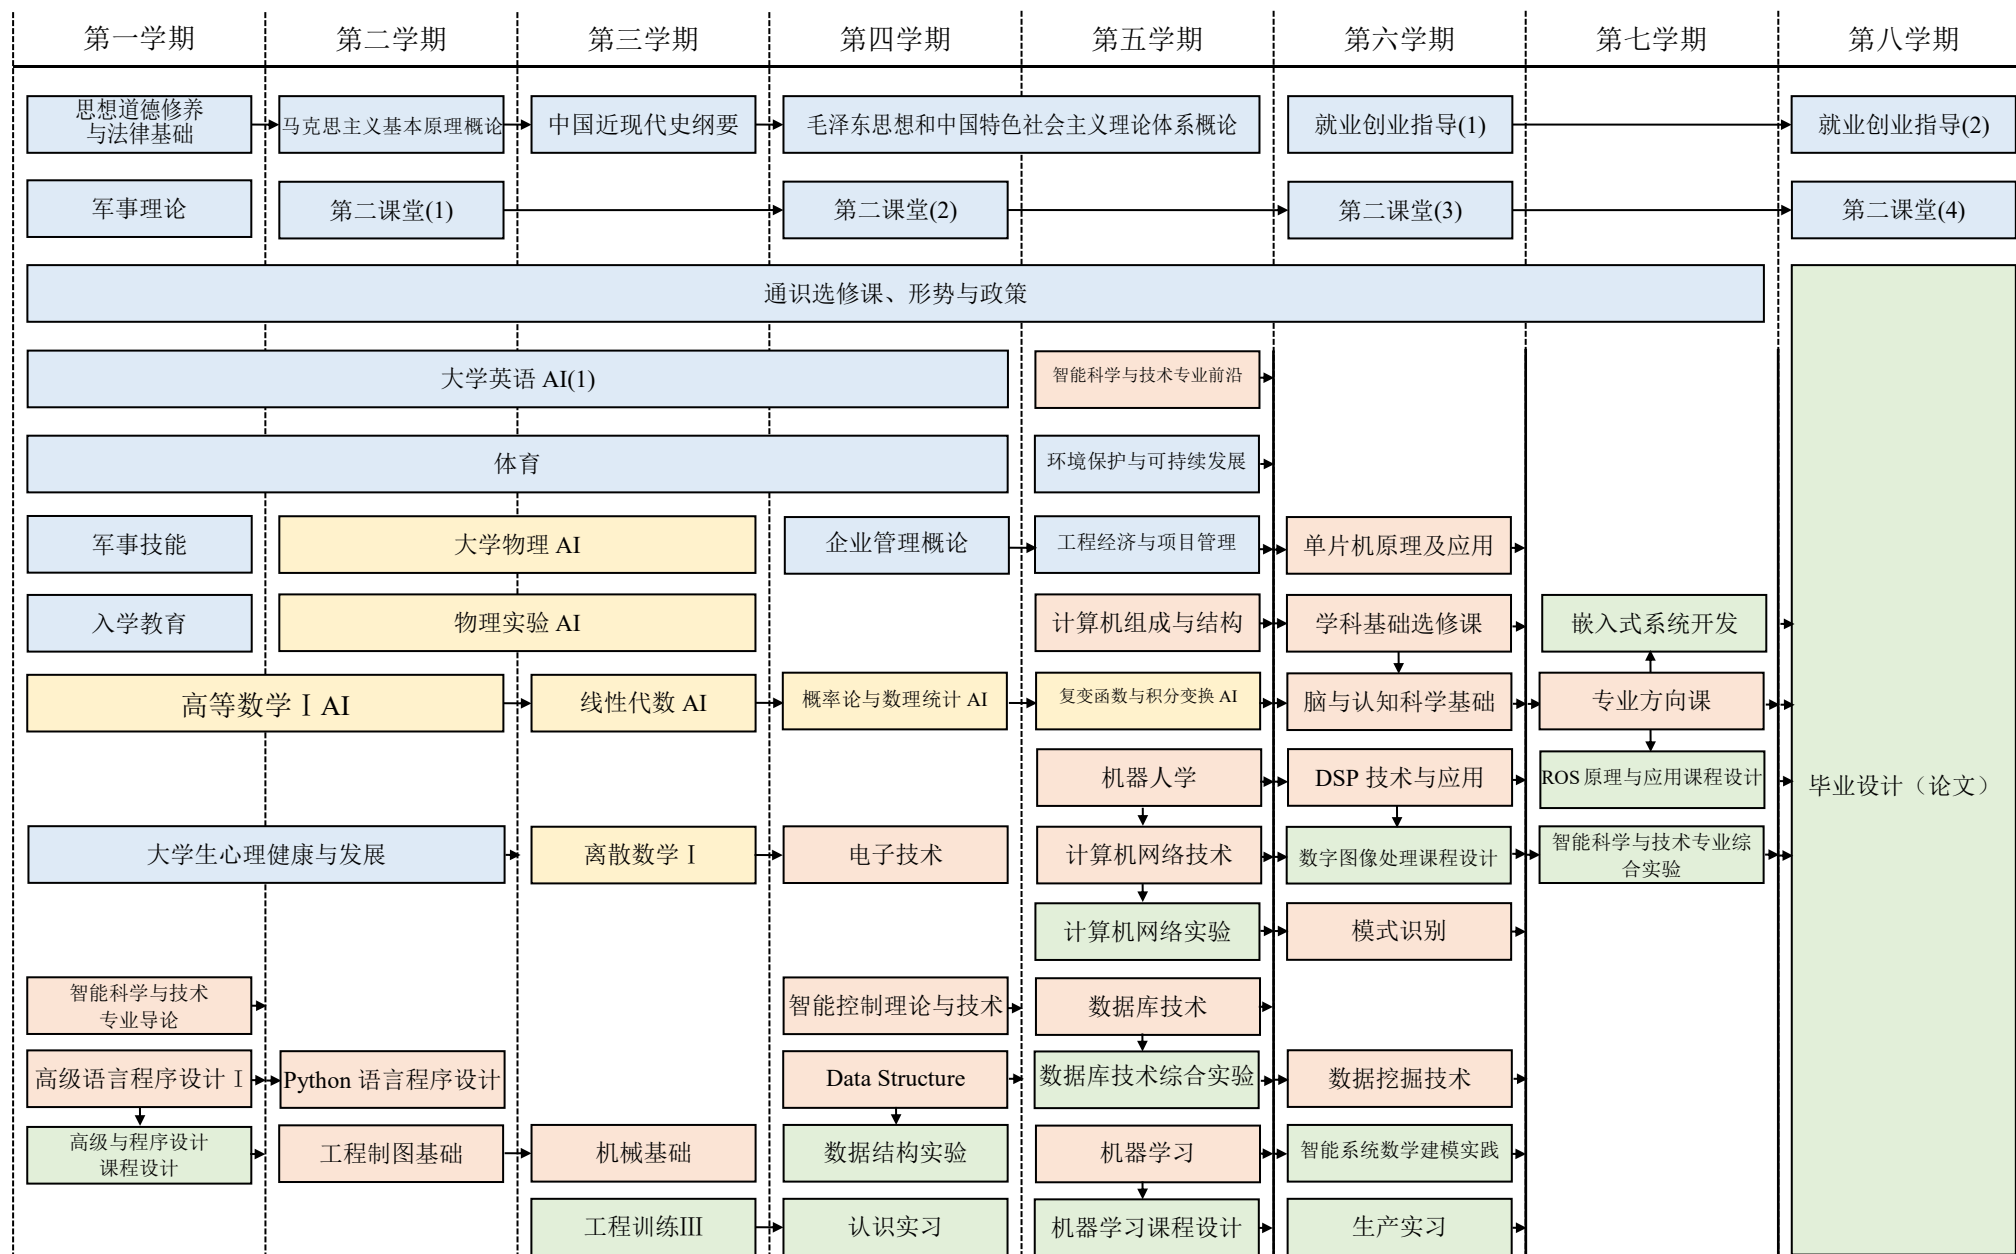 第一学期
第二学期
第三学期
第四学期
第五学期
第六学期
第七学期
第八学期
思想道德修养
与法律基础
马克思主义基本原理概论
中国近现代史纲要
毛泽东思想和中国特色社会主义理论体系概论
就业创业指导(1)
就业创业指导(2)
军事理论
第二课堂(1)
第二课堂(2)
第二课堂(3)
第二课堂(4)
通识选修课、形势与政策
大学英语 AI(1)
智能科学与技术专业前沿
体育
环境保护与可持续发展
军事技能
大学物理 AI
企业管理概论
工程经济与项目管理
单片机原理及应用
入学教育
物理实验 AI
计算机组成与结构
学科基础选修课
嵌入式系统开发
高等数学Ⅰ AI
线性代数 AI
概率论与数理统计 AI
复变函数与积分变换 AI
脑与认知科学基础
专业方向课
机器人学
DSP 技术与应用
ROS 原理与应用课程设计
毕业设计（论文）
大学生心理健康与发展
离散数学Ⅰ
电子技术
计算机网络技术
数字图像处理课程设计
智能科学与技术专业综
合实验
计算机网络实验
模式识别
智能科学与技术
专业导论
智能控制理论与技术
数据库技术
高级语言程序设计Ⅰ
Python 语言程序设计
Data Structure
数据库技术综合实验
数据挖掘技术
高级与程序设计
课程设计
工程制图基础
机械基础
数据结构实验
机器学习
智能系统数学建模实践
工程训练Ⅲ
认识实习
机器学习课程设计
生产实习